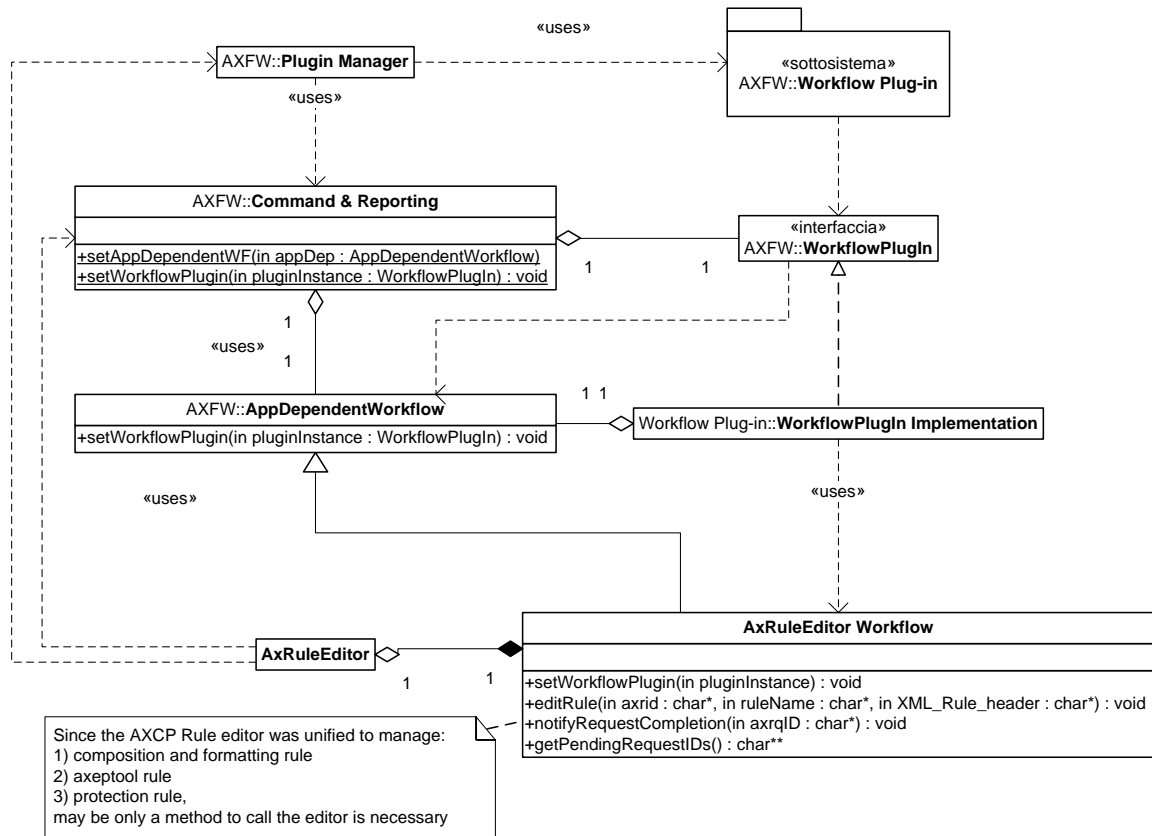 «uses»
AXFW::Plugin Manager
«sottosistema»
AXFW::Workflow Plug-in
«uses»
AXFW::Command & Reporting
+setAppDependentWF(in appDep : AppDependentWorkflow)
+setWorkflowPlugin(in pluginInstance : WorkflowPlugIn) : void
«interfaccia»
AXFW::WorkflowPlugIn
1
1
1
«uses»
1
1 1
AXFW::AppDependentWorkflow
+setWorkflowPlugin(in pluginInstance : WorkflowPlugIn) : void
Workflow Plug-in::WorkflowPlugIn Implementation
«uses»
«uses»
AxRuleEditor Workflow
+setWorkflowPlugin(in pluginInstance) : void
+editRule(in axrid : char*, in ruleName : char*, in XML_Rule_header : char*) : void
+notifyRequestCompletion(in axrqID : char*) : void
+getPendingRequestIDs() : char**
AxRuleEditor
1
1
Since the AXCP Rule editor was unified to manage:
1) composition and formatting rule
2) axeptool rule
3) protection rule,
may be only a method to call the editor is necessary